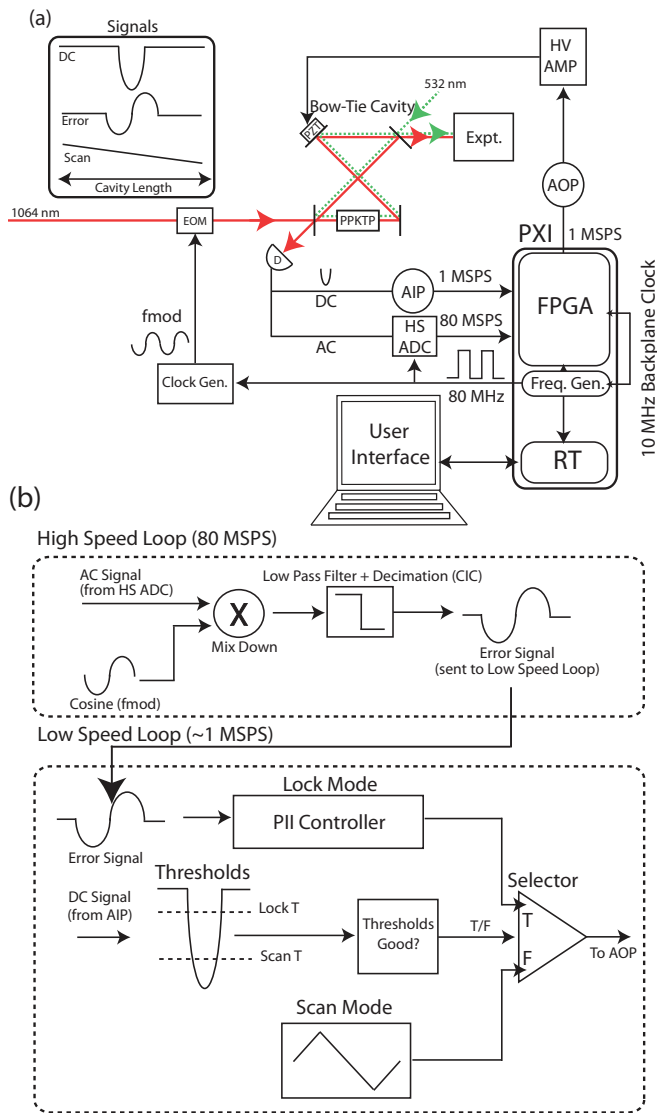 (a)
Signals
DC
Error
Scan
Cavity Length
HV
AMP
532 nm
Bow-Tie Cavity
PZT
Expt.
AOP
1064 nm
EOM
PPKTP
PXI
1 MSPS
D
1 MSPS
DC
AIP
FPGA
fmod
AC
HS
ADC
80 MSPS
10 MHz Backplane Clock
Clock Gen.
80 MHz
Freq. Gen.
User
Interface
RT
(b)
High Speed Loop (80 MSPS)
AC Signal
(from HS ADC)
Low Pass Filter + Decimation (CIC)
X
Mix Down
Error Signal
(sent to Low Speed Loop)
Cosine (fmod)
Low Speed Loop (~1 MSPS)
Lock Mode
PII Controller
Error Signal
Thresholds
Selector
DC Signal
(from AIP)
Lock T
Thresholds
Good?
T/F
T
F
Scan T
To AOP
Scan Mode